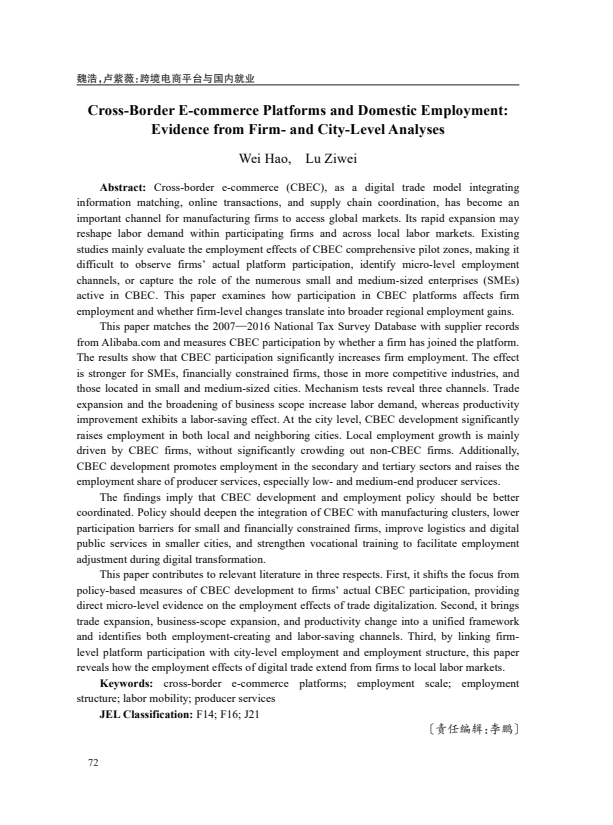 魏浩,卢紫薇:跨境电商平台与国内就业
Cross-Border E-commerce Platforms and Domestic Employment:
Evidence from Firm- and City-Level Analyses
Wei Hao, Lu Ziwei
Abstract: Cross-border e-commerce (CBEC), as a digital trade model integrating
information matching, online transactions, and supply chain coordination, has become an
important channel for manufacturing firms to access global markets. Its rapid expansion may
reshape labor demand within participating firms and across local labor markets. Existing
studies mainly evaluate the employment effects of CBEC comprehensive pilot zones, making it
difficult to observe firms' actual platform participation, identify micro-level employment
channels, or capture the role of the numerous small and medium-sized enterprises (SMEs)
active in CBEC. This paper examines how participation in CBEC platforms affects firm
employment and whether firm-level changes translate into broader regional employment gains.
This paper matches the 2007—2016 National Tax Survey Database with supplier records
from Alibaba.com and measures CBEC participation by whether a firm has joined the platform.
The results show that CBEC participation significantly increases firm employment. The effect
is stronger for SMEs, financially constrained firms, those in more competitive industries, and
those located in small and medium-sized cities. Mechanism tests reveal three channels. Trade
expansion and the broadening of business scope increase labor demand, whereas productivity
improvement exhibits a labor-saving effect. At the city level, CBEC development significantly
raises employment in both local and neighboring cities. Local employment growth is mainly
driven by CBEC firms, without significantly crowding out non-CBEC firms. Additionally,
CBEC development promotes employment in the secondary and tertiary sectors and raises the
employment share of producer services, especially low- and medium-end producer services.
The findings imply that CBEC development and employment policy should be better
coordinated. Policy should deepen the integration of CBEC with manufacturing clusters, lower
participation barriers for small and financially constrained firms, improve logistics and digital
public services in smaller cities, and strengthen vocational training to facilitate employment
adjustment during digital transformation.
This paper contributes to relevant literature in three respects. First, it shifts the focus from
policy-based measures of CBEC development to firms' actual CBEC participation, providing
direct micro-level evidence on the employment effects of trade digitalization. Second, it brings
trade expansion, business-scope expansion, and productivity change into a unified framework
and identifies both employment-creating and labor-saving channels. Third, by linking firm-
level platform participation with city-level employment and employment structure, this paper
reveals how the employment effects of digital trade extend from firms to local labor markets.
Keywords: cross-border e-commerce platforms; employment scale; employment
structure; labor mobility; producer services
JEL Classification: F14; F16; J21
〔责任编辑:李鹏〕
72